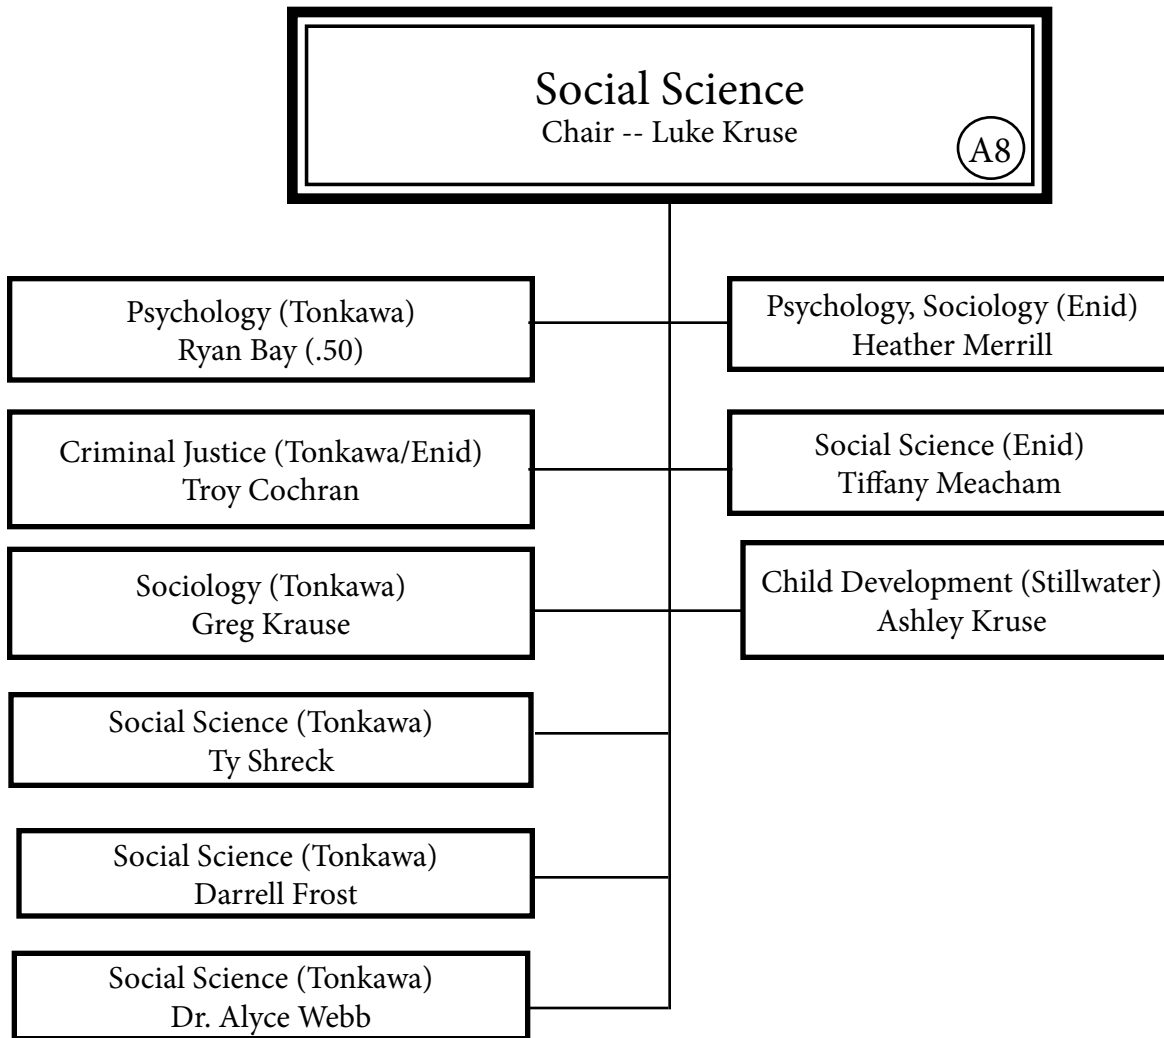 Social Science
Chair -- Luke Kruse
A8
Psychology (Tonkawa)
Ryan Bay (.50)
Psychology, Sociology (Enid)
Heather Merrill
Criminal Justice (Tonkawa/Enid)
Troy Cochran
Social Science (Enid)
Tiffany Meacham
Sociology (Tonkawa)
Greg Krause
Child Development (Stillwater)
Ashley Kruse
Social Science (Tonkawa)
Ty Shreck
Social Science (Tonkawa)
Darrell Frost
Social Science (Tonkawa)
Dr. Alyce Webb